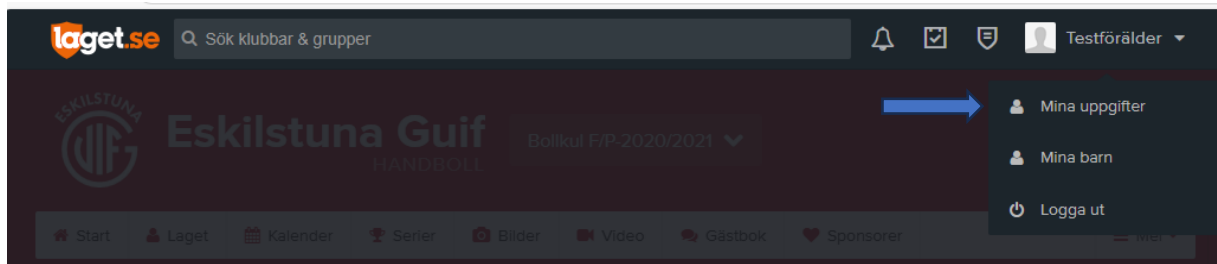 laget.se
Sök klubbar & grupper
Testförälder
Mina uppgifter
Mina barn
Logga ut
ESKILSTUNA
GUIF
Eskilstuna Guif
HANDBOLL
Bollkul F/P-2020/2021
Start Laget Kalender Serier Bilder Video Gästbok Sponsorer Mer